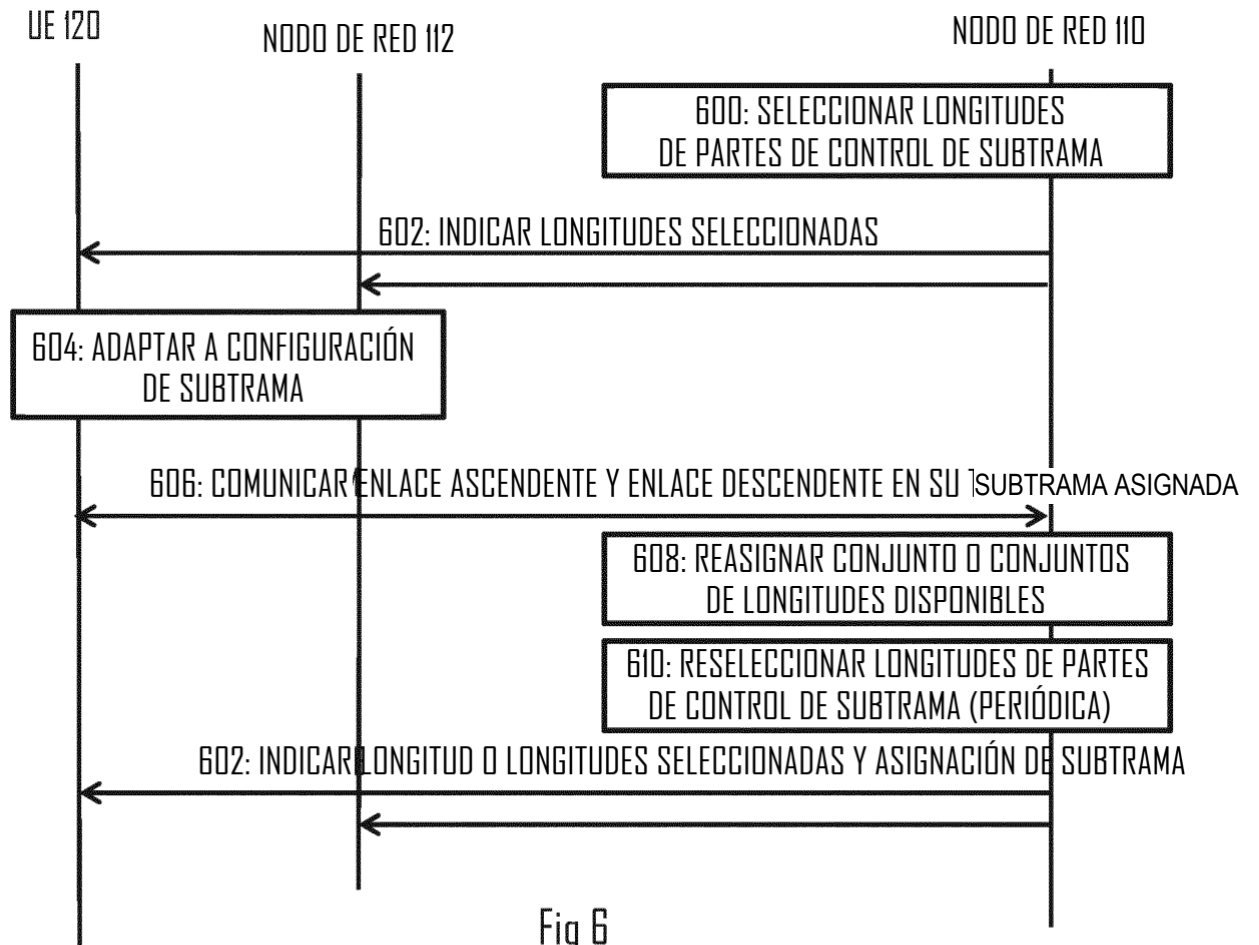 UE 120
NODO DE RED 112
NODO DE RED 110
600: SELECCIONAR LONGITUDES
DE PARTES DE CONTROL DE SUBTRAMA
602: INDICAR LONGITUDES SELECCIONADAS
604: ADAPTAR A CONFIGURACIÓN
DE SUBTRAMA
606: COMUNICAR ENLACE ASCENDENTE Y ENLACE DESCENDENTE EN SU SUBTRAMA ASIGNADA
608: REASIGNAR CONJUNTO O CONJUNTOS
DE LONGITUDES DISPONIBLES
610: RESELECCIONAR LONGITUDES DE PARTES
DE CONTROL DE SUBTRAMA (PERIÓDICA)
602: INDICAR LONGITUD O LONGITUDES SELECCIONADAS Y ASIGNACIÓN DE SUBTRAMA
Fig 6